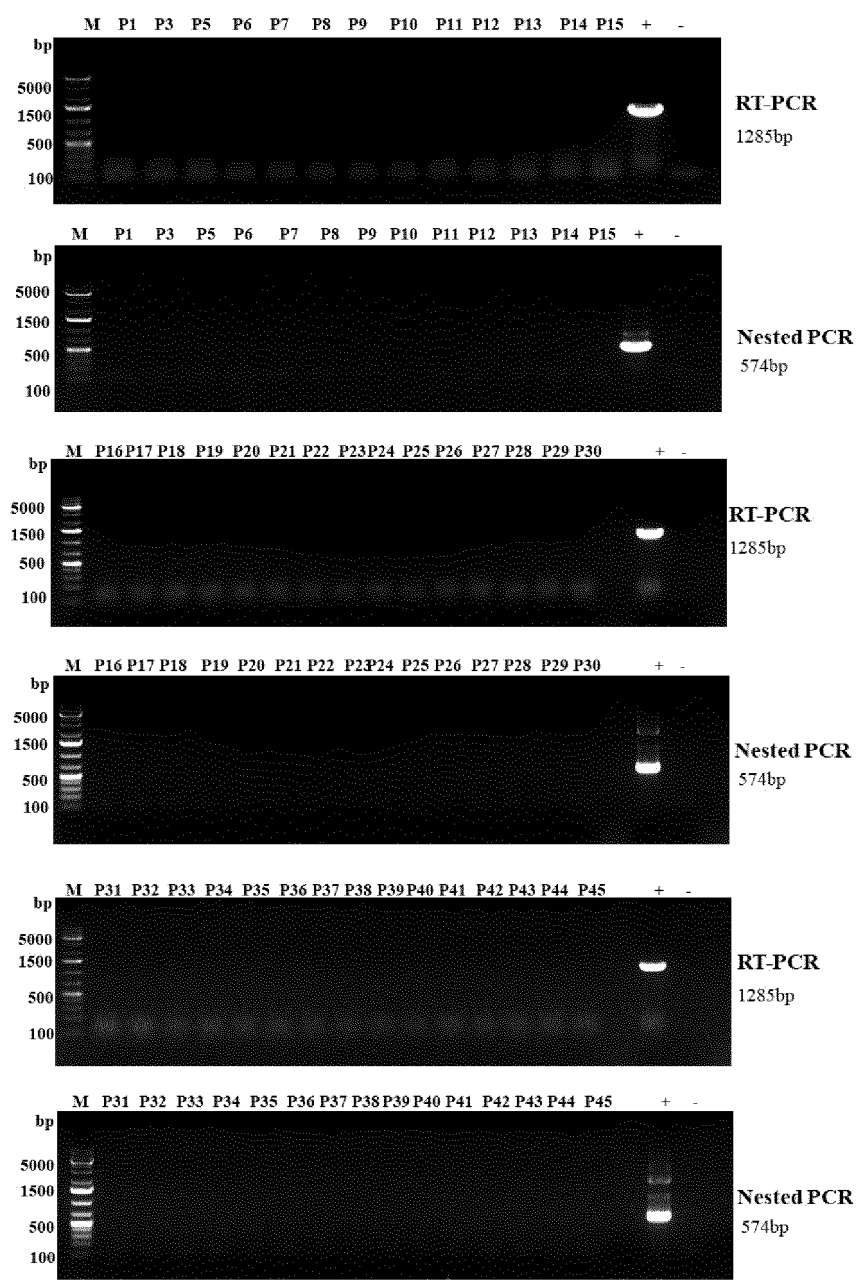 M P1 P3 P5 P6 P7 P8 P9 P10 P11 P12 P13 P14 P15 + -
bp
5000
1500
500
100
RT-PCR
1285bp
M P1 P3 P5 P6 P7 P8 P9 P10 P11 P12 P13 P14 P15 + -
bp
5000
1500
500
100
Nested PCR
574bp
M P16 P17 P18 P19 P20 P21 P22 P23 P24 P25 P26 P27 P28 P29 P30 + -
bp
5000
1500
500
100
RT-PCR
1285bp
M P16 P17 P18 P19 P20 P21 P22 P23 P24 P25 P26 P27 P28 P29 P30 + -
bp
5000
1500
500
100
Nested PCR
574bp
M P31 P32 P33 P34 P35 P36 P37 P38 P39 P40 P41 P42 P43 P44 P45 + -
bp
5000
1500
500
100
RT-PCR
1285bp
M P31 P32 P33 P34 P35 P36 P37 P38 P39 P40 P41 P42 P43 P44 P45 + -
bp
5000
1500
500
100
Nested PCR
574bp